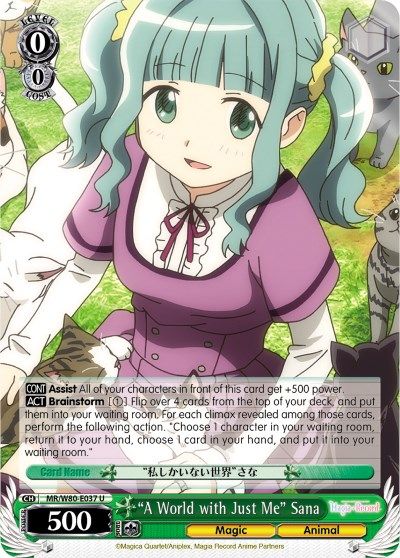 LEVEL
0
0
COST
CONT Assist All of your characters in front of this card get +500 power.
ACT Brainstorm [①] Flip over 4 cards from the top of your deck, and put
them into your waiting room. For each climax revealed among those cards,
perform the following action. "Choose 1 character in your waiting room,
return it to your hand, choose 1 card in your hand, and put it into your
waiting room."
Card Name
"私しかいない世界"さな
CH MR/W80-E037 U
"A World with Just Me" Sana
Magia Record
POWER
500
Magic
Animal
©Magica Quartet/Aniplex, Magia Record Anime Partners